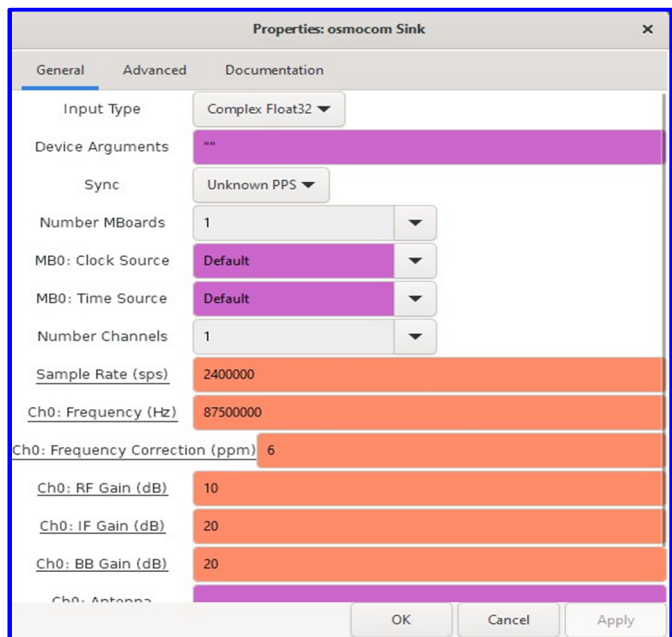 Properties: osmocom Sink ×
General Advanced Documentation
Input Type Complex Float32
Device Arguments ""
Sync Unknown PPS
Number MBoards 1
MB0: Clock Source Default
MB0: Time Source Default
Number Channels 1
Sample Rate (sps) 2400000
Ch0: Frequency (Hz) 87500000
Ch0: Frequency Correction (ppm) 6
Ch0: RF Gain (dB) 10
Ch0: IF Gain (dB) 20
Ch0: BB Gain (dB) 20
Ch0: Antenna
OK Cancel Apply